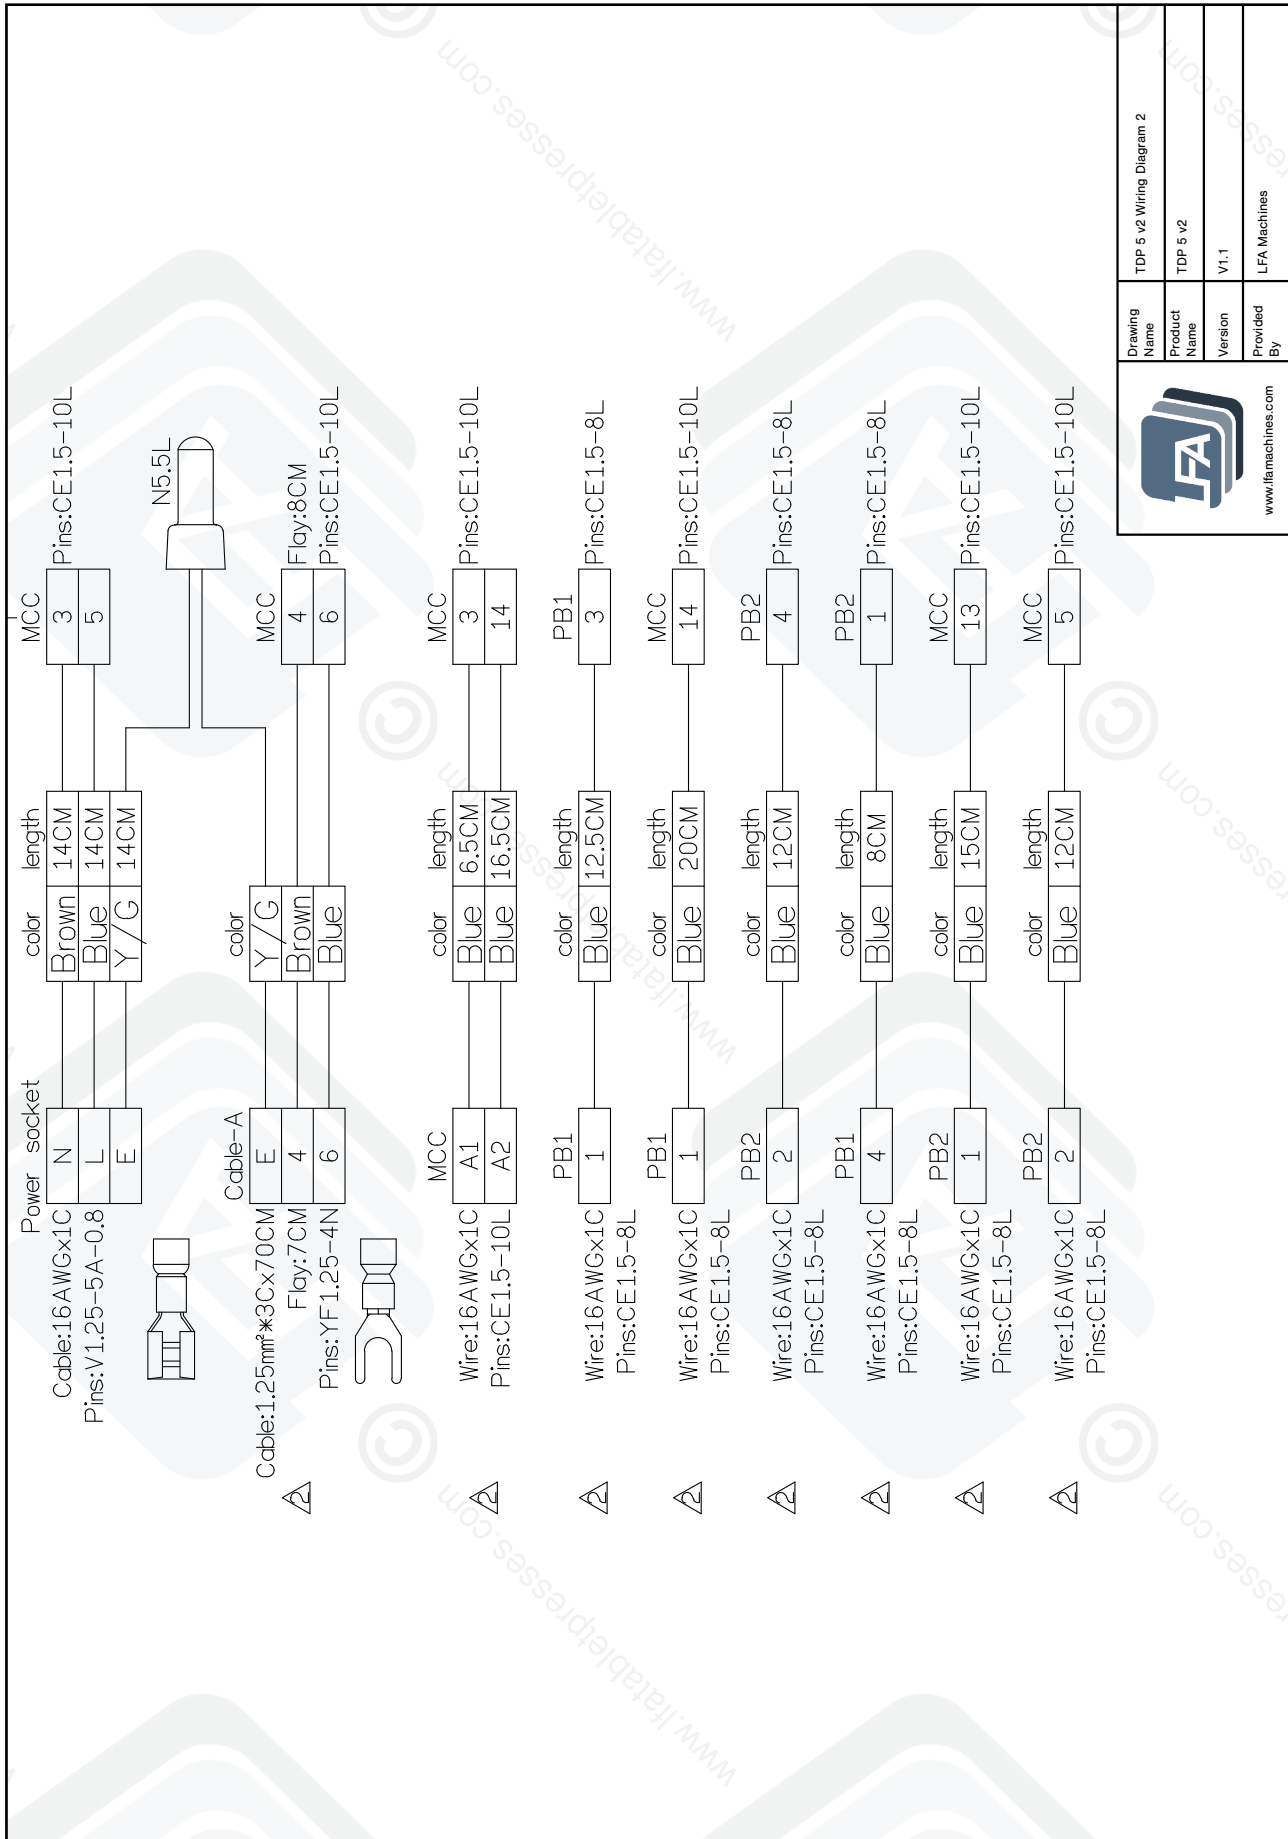 Power socket color length MCC
Cable:16AWGx1C N Brown 14CM 3 Pins:CE1.5-10L
Pins:V1.25-5A-0.8 L Blue 14CM 5
E Y/G 14CM
N5.5L
Cable-A color MCC
Cable:1.25mm²*3Cx70CM E Y/G
Flay:7CM 4 Brown 4 Flay:8CM
Pins:YF1.25-4N 6 Blue 6 Pins:CE1.5-10L
2
MCC color length MCC
Wire:16AWGx1C A1 Blue 6.5CM 3 Pins:CE1.5-10L
Pins:CE1.5-10L A2 Blue 16.5CM 14
2
PB1 color length PB1
Wire:16AWGx1C 1 Blue 12.5CM 3 Pins:CE1.5-8L
Pins:CE1.5-8L
2
PB1 color length MCC
Wire:16AWGx1C 1 Blue 20CM 14 Pins:CE1.5-10L
Pins:CE1.5-8L
2
PB2 color length PB2
Wire:16AWGx1C 2 Blue 12CM 4 Pins:CE1.5-8L
Pins:CE1.5-8L
2
PB1 color length PB2
Wire:16AWGx1C 4 Blue 8CM 1 Pins:CE1.5-8L
Pins:CE1.5-8L
2
PB2 color length MCC
Wire:16AWGx1C 1 Blue 15CM 13 Pins:CE1.5-10L
Pins:CE1.5-8L
2
PB2 color length MCC
Wire:16AWGx1C 2 Blue 12CM 5 Pins:CE1.5-10L
Pins:CE1.5-8L
2
LFA
www.lfamachines.com
Drawing Name TDP 5 v2 Wiring Diagram 2
Product Name TDP 5 v2
Version V1.1
Provided By LFA Machines
© www.lfatabletpresses.com